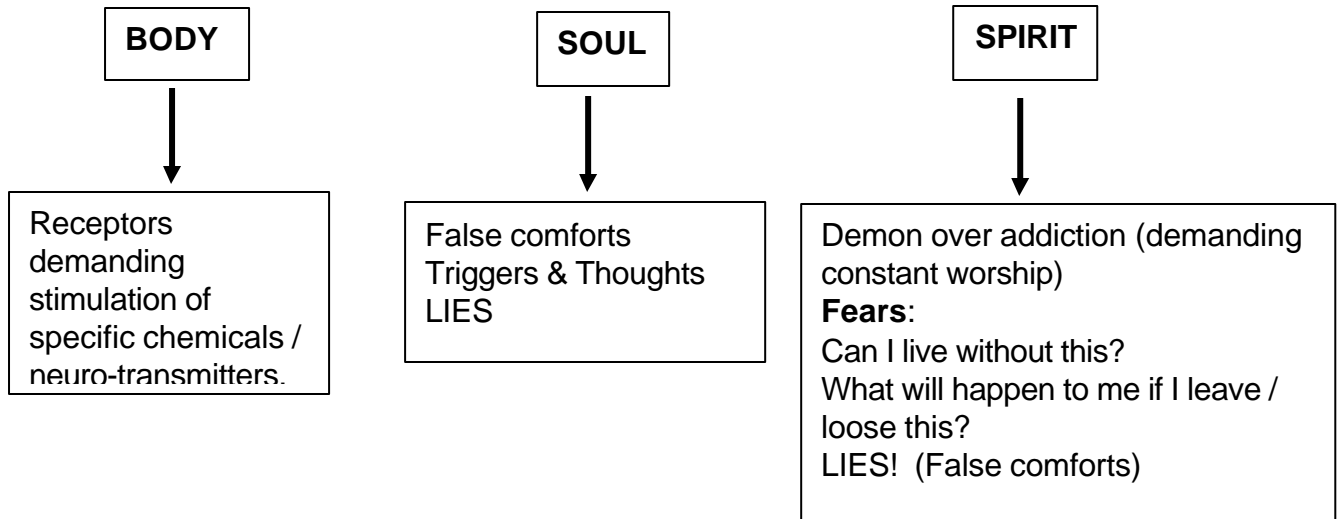 BODY
Receptors
demanding
stimulation of
specific chemicals /
neuro-transmitters.
SOUL
False comforts
Triggers & Thoughts
LIES
SPIRIT
Demon over addiction (demanding
constant worship)
Fears:
Can I live without this?
What will happen to me if I leave /
loose this?
LIES!  (False comforts)